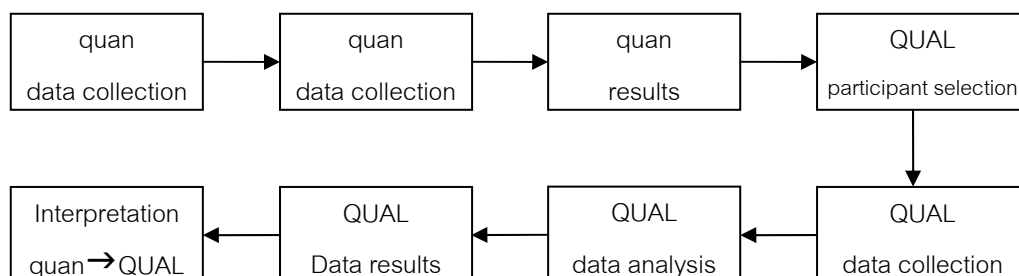 quan
data collection
quan
data collection
quan
results
QUAL
participant selection
QUAL
data collection
QUAL
data analysis
QUAL
Data results
Interpretation
quan→QUAL